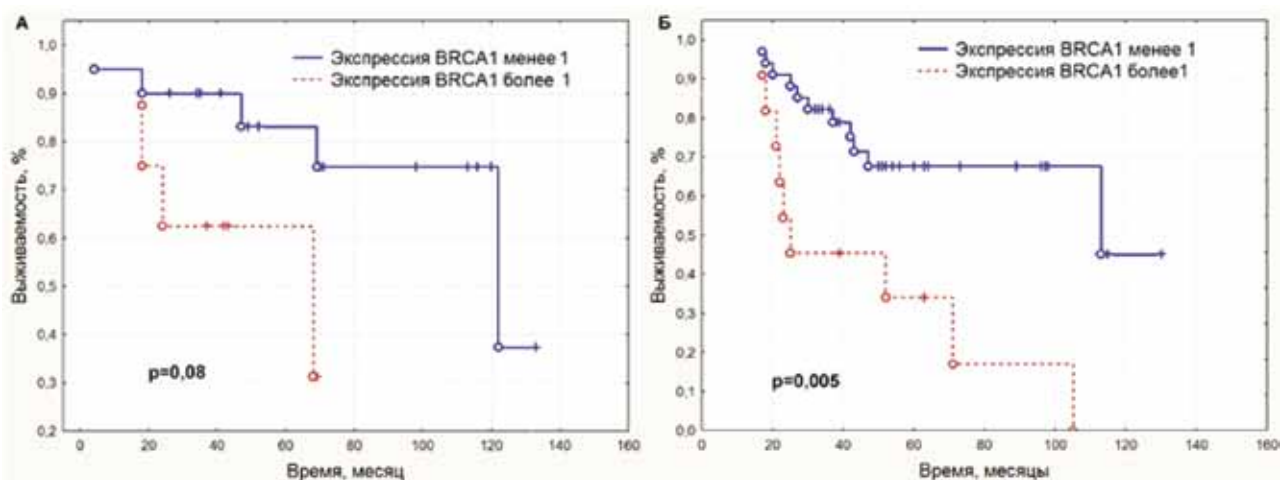 А
Экспрессия BRCA1 менее 1
Экспрессия BRCA1 более 1
Выживаемость, %
1,0
0,9
0,8
0,7
0,6
0,5
0,4
0,3
0,2
p=0,08
0 20 40 60 80 100 120 140 160
Время, месяц
Б
Экспрессия BRCA1 менее 1
Экспрессия BRCA1 более1
Выживаемость, %
1,0
0,9
0,8
0,7
0,6
0,5
0,4
0,3
0,2
0,1
0,0
p=0,005
0 20 40 60 80 100 120 140 160
Время, месяцы